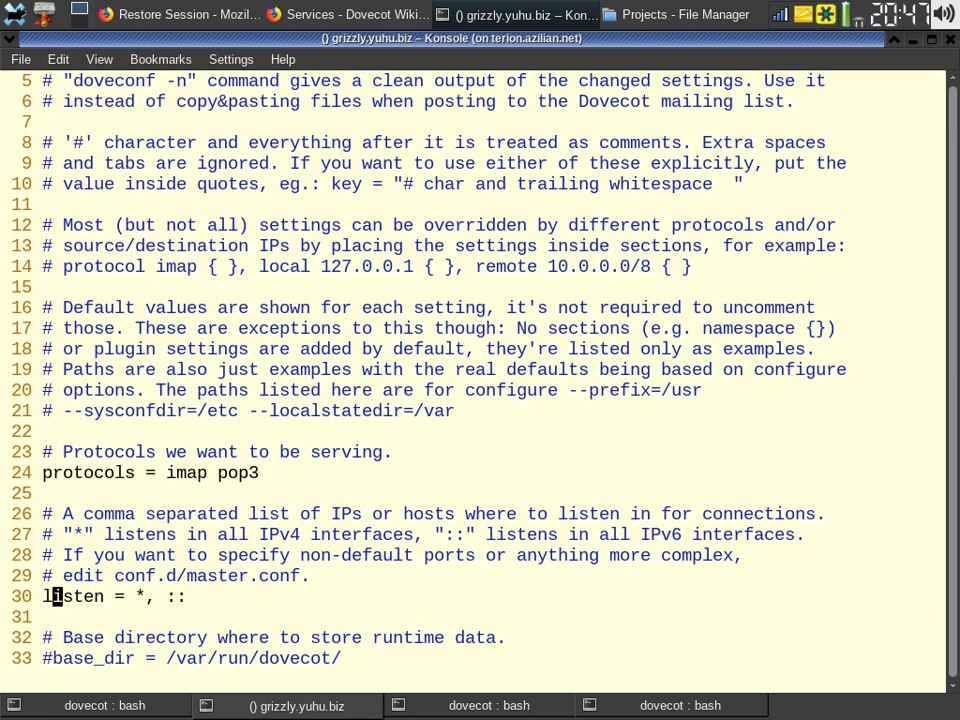 Restore Session - Mozil...
Services - Dovecot Wiki...
() grizzly.yuhu.biz – Kon...
Projects - File Manager
20:47
() grizzly.yuhu.biz – Konsole (on terion.azilian.net)
File Edit View Bookmarks Settings Help
5 # "doveconf -n" command gives a clean output of the changed settings. Use it
6 # instead of copy&pasting files when posting to the Dovecot mailing list.
7
8 # '#' character and everything after it is treated as comments. Extra spaces
9 # and tabs are ignored. If you want to use either of these explicitly, put the
10 # value inside quotes, eg.: key = "# char and trailing whitespace  "
11
12 # Most (but not all) settings can be overridden by different protocols and/or
13 # source/destination IPs by placing the settings inside sections, for example:
14 # protocol imap { }, local 127.0.0.1 { }, remote 10.0.0.0/8 { }
15
16 # Default values are shown for each setting, it's not required to uncomment
17 # those. These are exceptions to this though: No sections (e.g. namespace {})
18 # or plugin settings are added by default, they're listed only as examples.
19 # Paths are also just examples with the real defaults being based on configure
20 # options. The paths listed here are for configure --prefix=/usr
21 # --sysconfdir=/etc --localstatedir=/var
22
23 # Protocols we want to be serving.
24 protocols = imap pop3
25
26 # A comma separated list of IPs or hosts where to listen in for connections.
27 # "*" listens in all IPv4 interfaces, "::" listens in all IPv6 interfaces.
28 # If you want to specify non-default ports or anything more complex,
29 # edit conf.d/master.conf.
30 listen = *, ::
31
32 # Base directory where to store runtime data.
33 #base_dir = /var/run/dovecot/
dovecot : bash
() grizzly.yuhu.biz
dovecot : bash
dovecot : bash